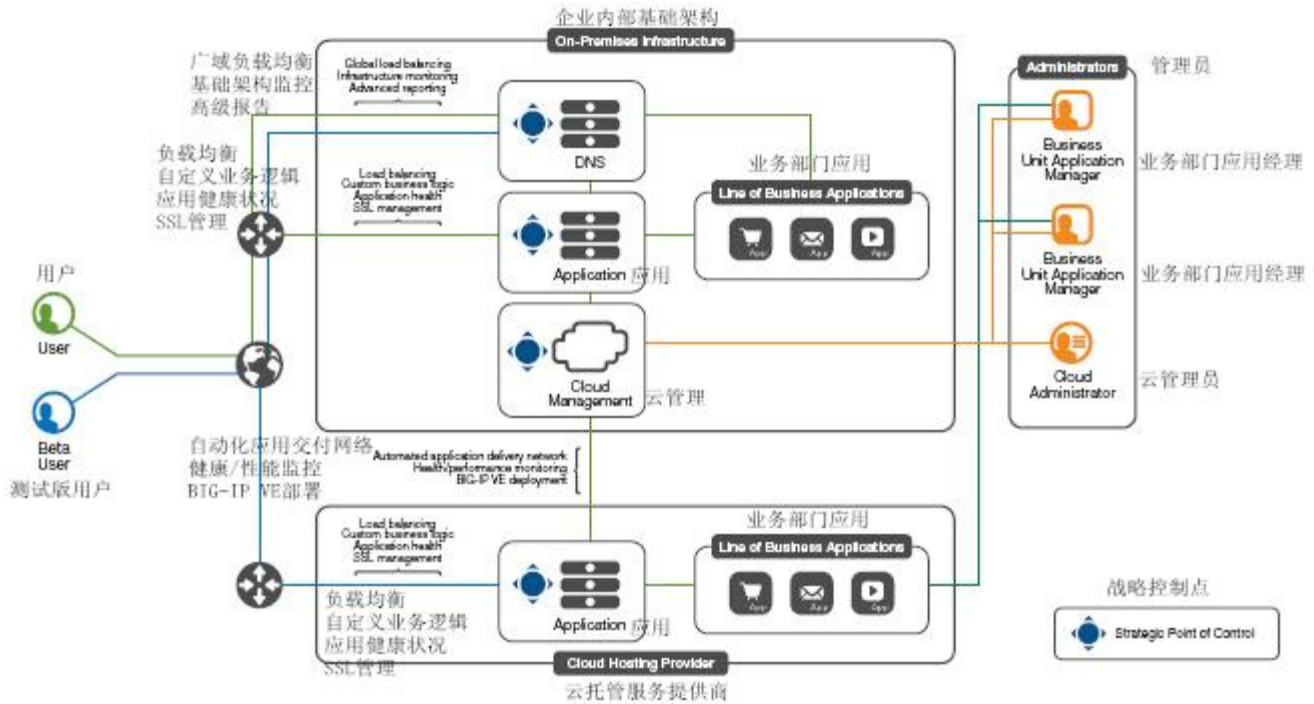 企业内部基础架构
On-Premises Infrastructure
广域负载均衡
基础架构监控
高级报告
Global load balancing
Infrastructure monitoring
Advanced reporting
DNS
管理员
Administrators
Business
Unit Application
Manager
业务部门应用经理
负载均衡
自定义业务逻辑
应用健康状况
SSL管理
Load balancing
Custom business logic
Application health
SSL management
Application
应用
业务部门应用
Line of Business Applications
App
App
App
Business
Unit Application
Manager
业务部门应用经理
用户
User
Cloud
Management
云管理
Cloud
Administrator
云管理员
Beta
User
测试版用户
自动化应用交付网络
健康/性能监控
BIG-IP VE部署
Automated application delivery network
Health/performance monitoring
BIG-IP VE deployment
Load balancing
Custom business logic
Application health
SSL management
负载均衡
自定义业务逻辑
应用健康状况
SSL管理
Application
应用
业务部门应用
Line of Business Applications
App
App
App
Cloud Hosting Provider
云托管服务提供商
战略控制点
Strategic Point of Control